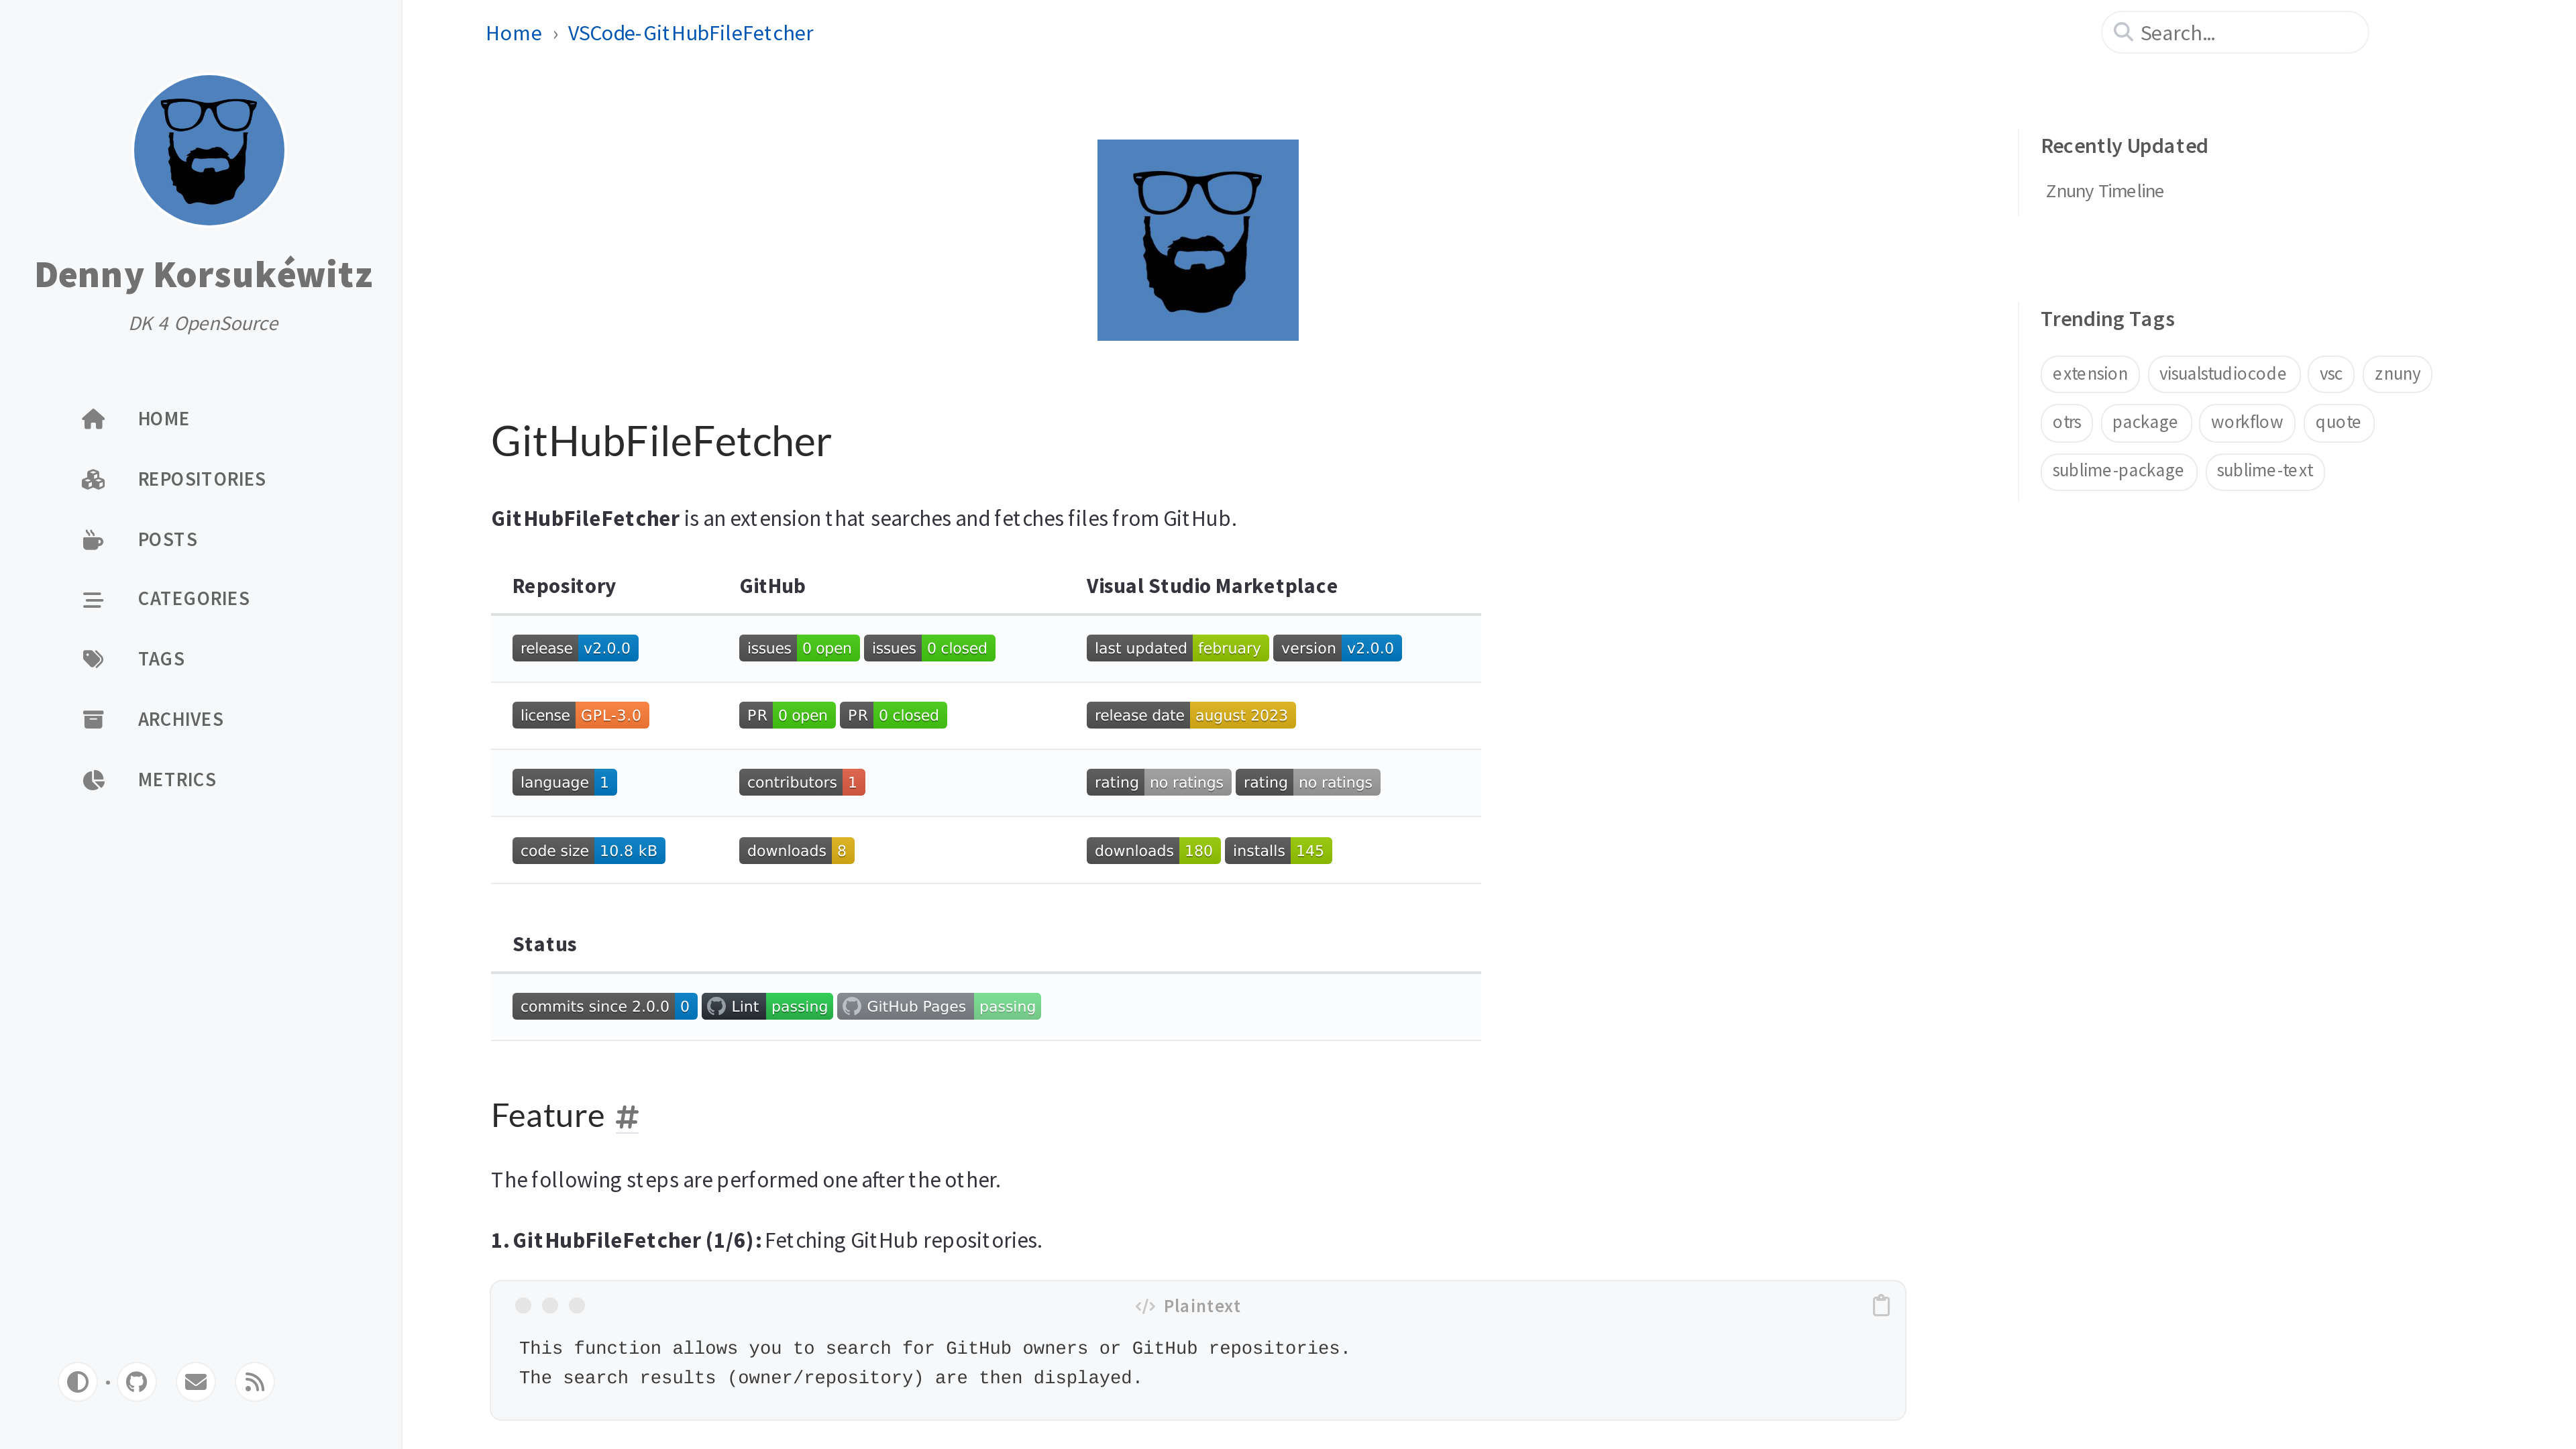 Denny Korsukéwitz
DK 4 OpenSource
HOME
REPOSITORIES
POSTS
CATEGORIES
TAGS
ARCHIVES
METRICS
Home › VSCode-GitHubFileFetcher
Search...
GitHubFileFetcher
GitHubFileFetcher is an extension that searches and fetches files from GitHub.
Repository GitHub Visual Studio Marketplace
release v2.0.0 issues 0 open issues 0 closed last updated february version v2.0.0
license GPL-3.0 PR 0 open PR 0 closed release date august 2023
language 1 contributors 1 rating no ratings rating no ratings
code size 10.8 kB downloads 8 downloads 180 installs 145
Status
commits since 2.0.0 0 Lint passing GitHub Pages passing
Feature #
The following steps are performed one after the other.
1. GitHubFileFetcher (1/6): Fetching GitHub repositories.
Plaintext
This function allows you to search for GitHub owners or GitHub repositories.
The search results (owner/repository) are then displayed.
Recently Updated
Znuny Timeline
Trending Tags
extension visualstudiocode vsc znuny
otrs package workflow quote
sublime-package sublime-text